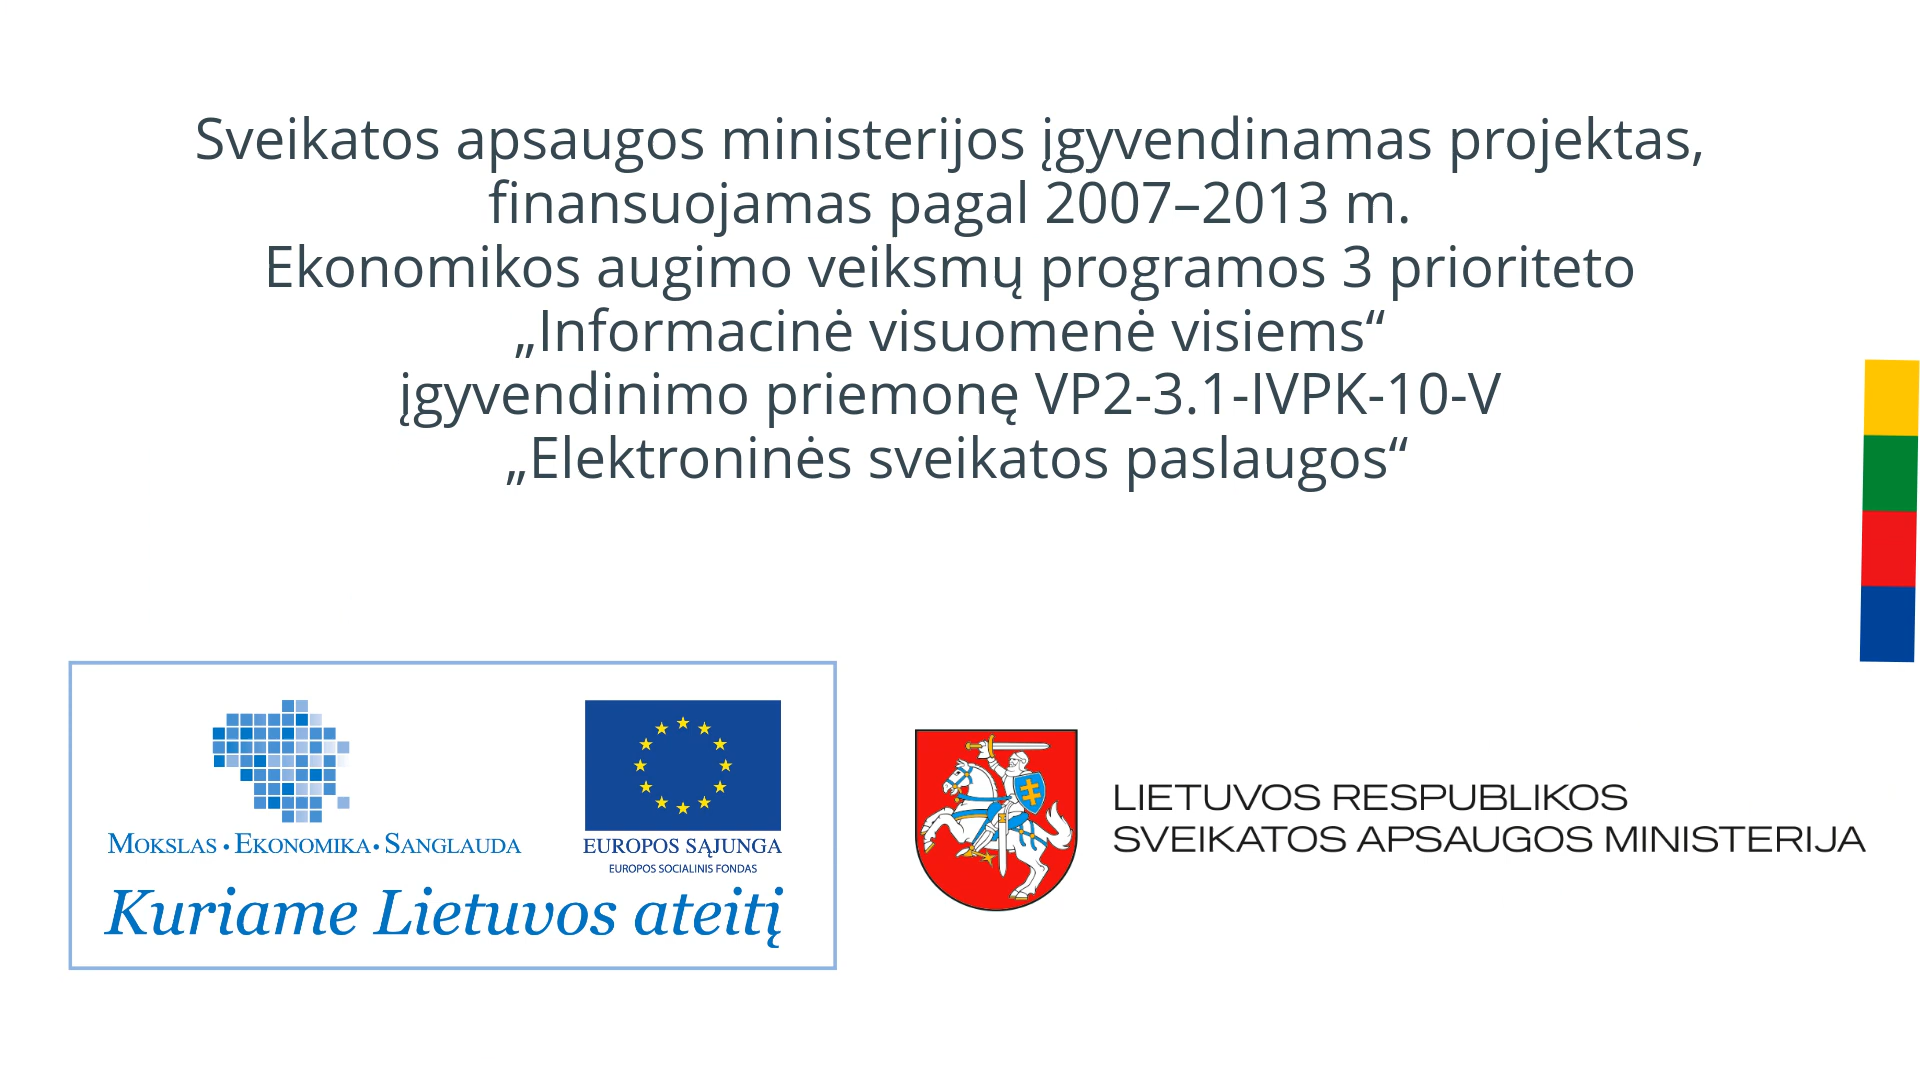 Sveikatos apsaugos ministerijos įgyvendinamas projektas,
finansuojamas pagal 2007–2013 m.
Ekonomikos augimo veiksmų programos 3 prioriteto
„Informacinė visuomenė visiems“
įgyvendinimo priemonę VP2-3.1-IVPK-10-V
„Elektroninės sveikatos paslaugos“
MOKSLAS • EKONOMIKA • SANGLAUDA
EUROPOS SĄJUNGA
EUROPOS SOCIALINIS FONDAS
Kuriame Lietuvos ateitį
LIETUVOS RESPUBLIKOS
SVEIKATOS APSAUGOS MINISTERIJA